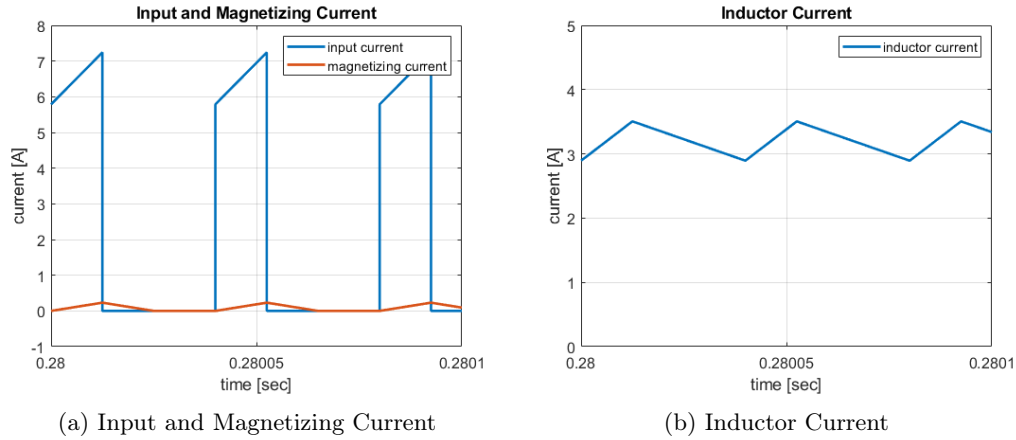 Input and Magnetizing Current
8
7
6
5
4
3
2
1
0
-1
current [A]
input current
magnetizing current
0.28
0.28005
0.2801
time [sec]
(a) Input and Magnetizing Current
Inductor Current
5
4
3
2
1
0
current [A]
inductor current
0.28
0.28005
0.2801
time [sec]
(b) Inductor Current